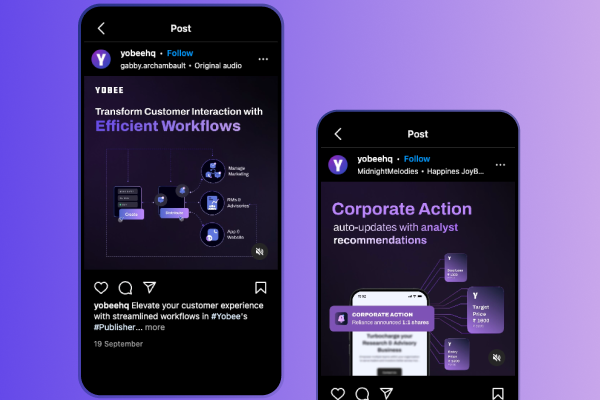 Post
yobeehq • Follow
gabby.archambault • Original audio
YOBEE
Transform Customer Interaction with
Efficient Workflows
Manage
Marketing
Create
RMs &
Advisories
App &
Website
yobeehq Elevate your customer experience
with streamlined workflows in #Yobee's
#Publisher... more
19 September
Post
yobeehq • Follow
MidnightMelodies • Happines JoyB...
Corporate Action
auto-updates with analyst
recommendations
CORPORATE ACTION
Reliance announced 1:1 shares
Target
Price
₹ 1600
Turbocharge your
Research & Advisory
Business